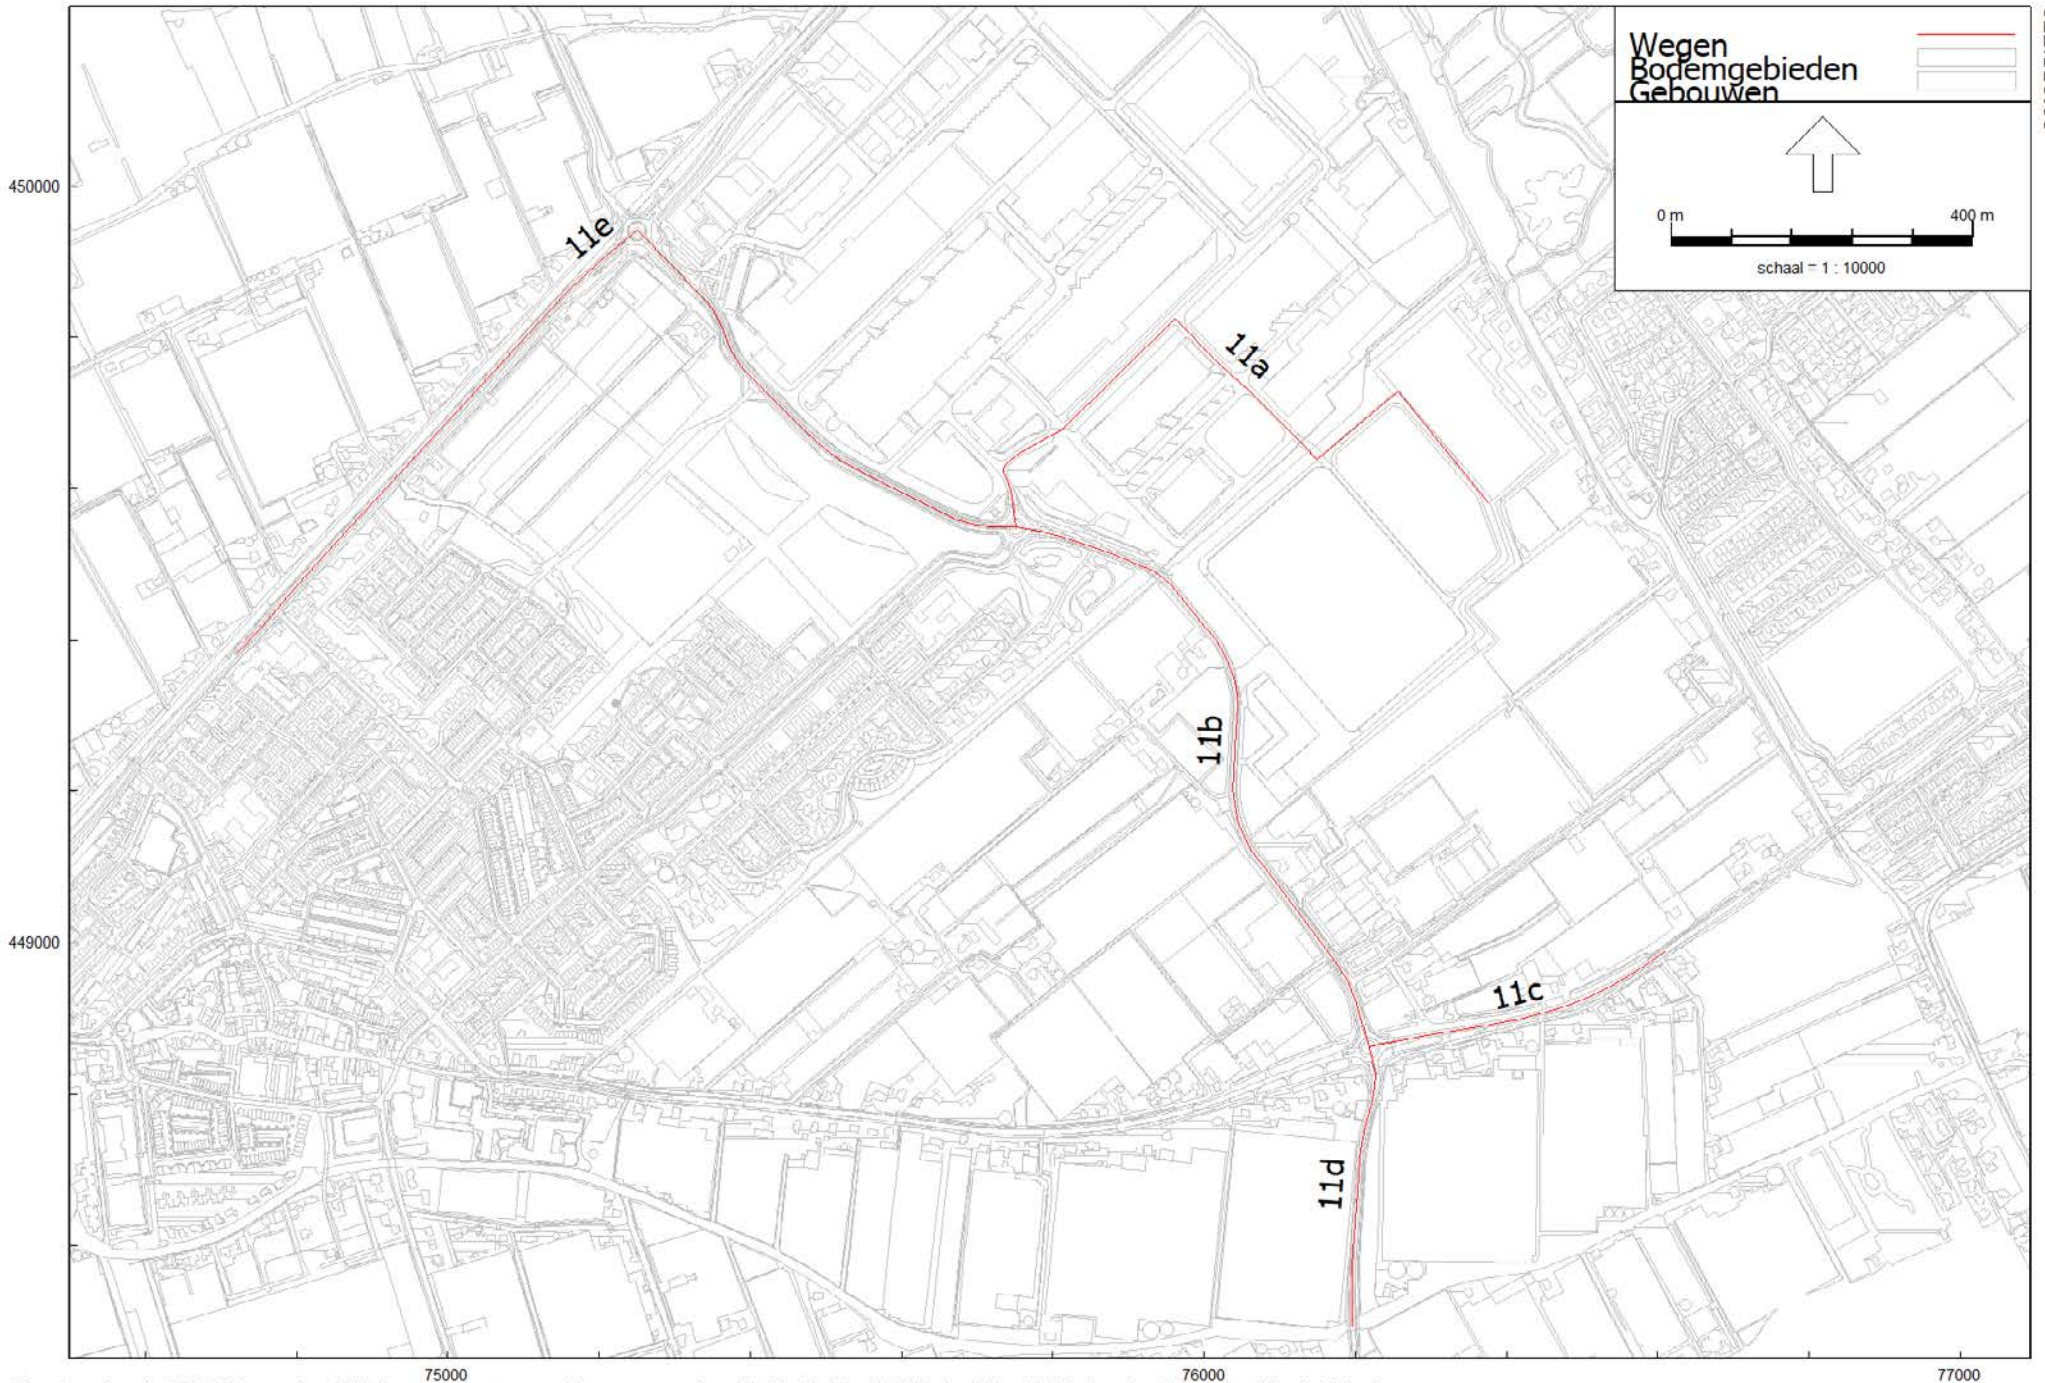 Wegen
Bodemgebieden
Gebouwen
0 m 400 m
schaal = 1 : 10000
450000
11e
11a
11b
449000
11c
11d
75000 76000 77000